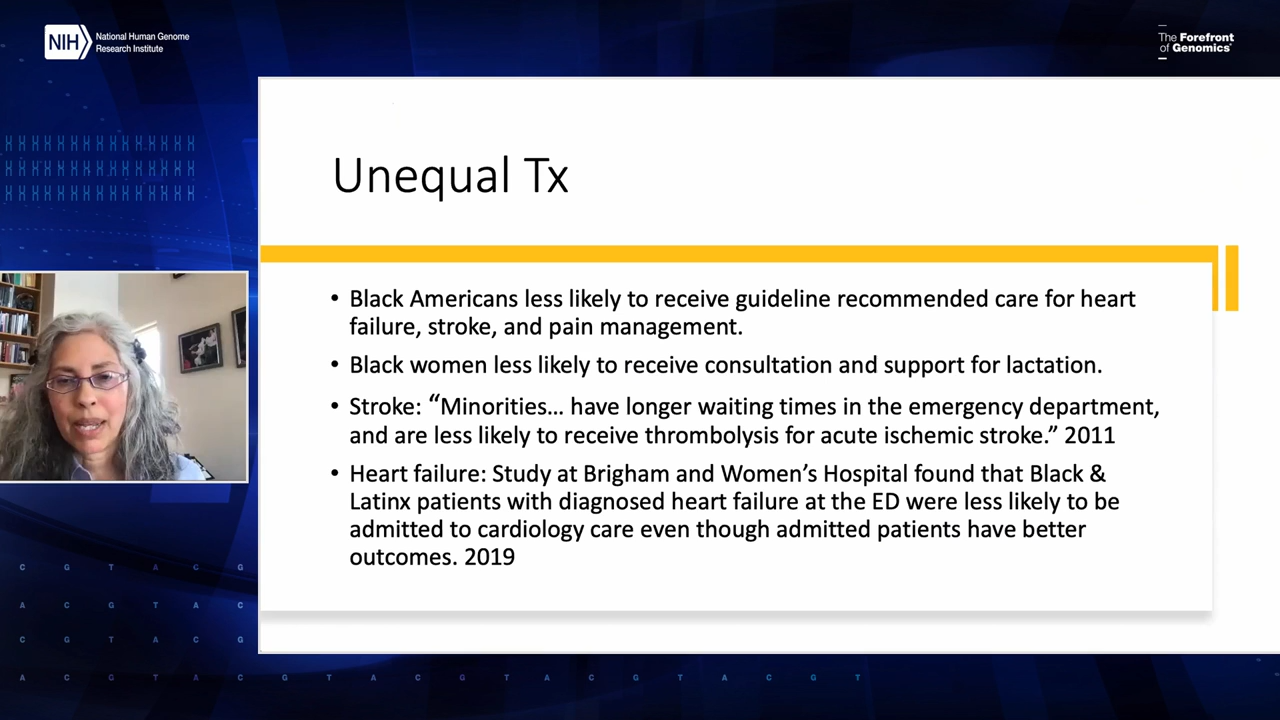 NIH
National Human Genome
Research Institute
The Forefront
of Genomics®
Unequal Tx
• Black Americans less likely to receive guideline recommended care for heart
failure, stroke, and pain management.
• Black women less likely to receive consultation and support for lactation.
• Stroke: “Minorities… have longer waiting times in the emergency department,
and are less likely to receive thrombolysis for acute ischemic stroke.” 2011
• Heart failure: Study at Brigham and Women’s Hospital found that Black &
Latinx patients with diagnosed heart failure at the ED were less likely to be
admitted to cardiology care even though admitted patients have better
outcomes. 2019
C G T A C G
A C G T A C
C G T A C G
A C G T A C G T A C G T A C G T A C G T